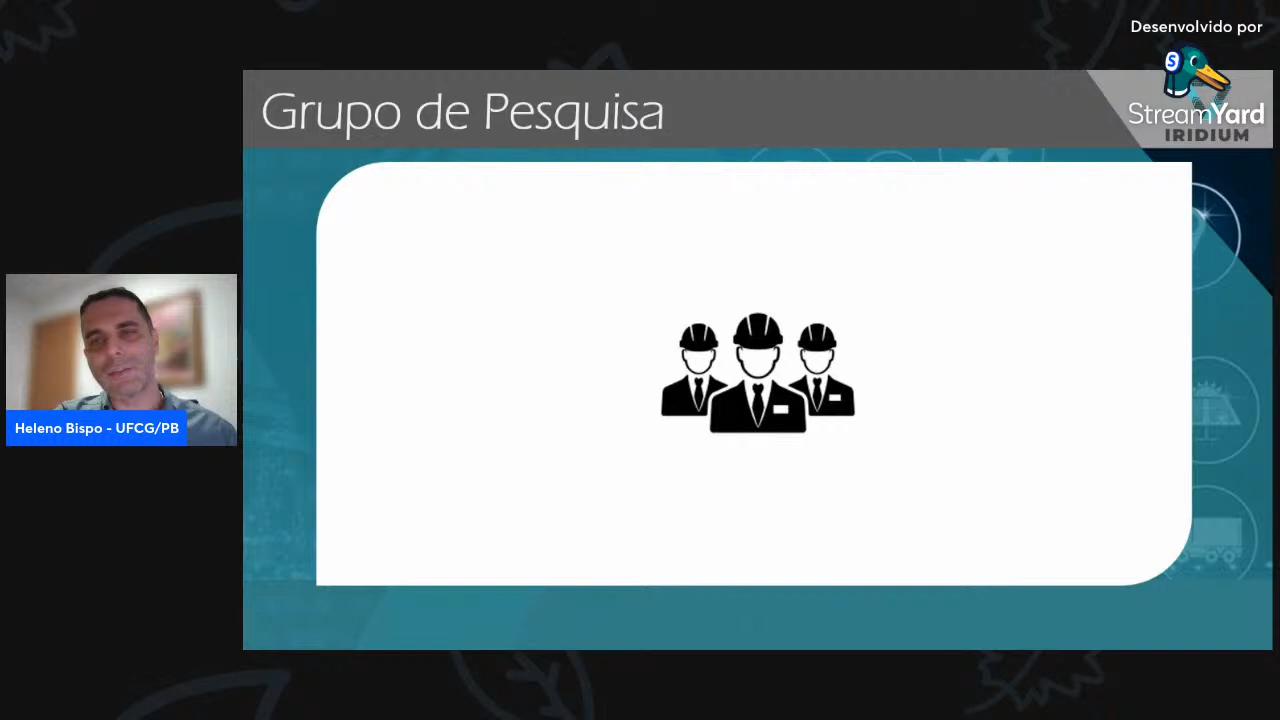 Desenvolvido por
S
StreamYard
IRIDIUM
Grupo de Pesquisa
Heleno Bispo - UFCG/PB